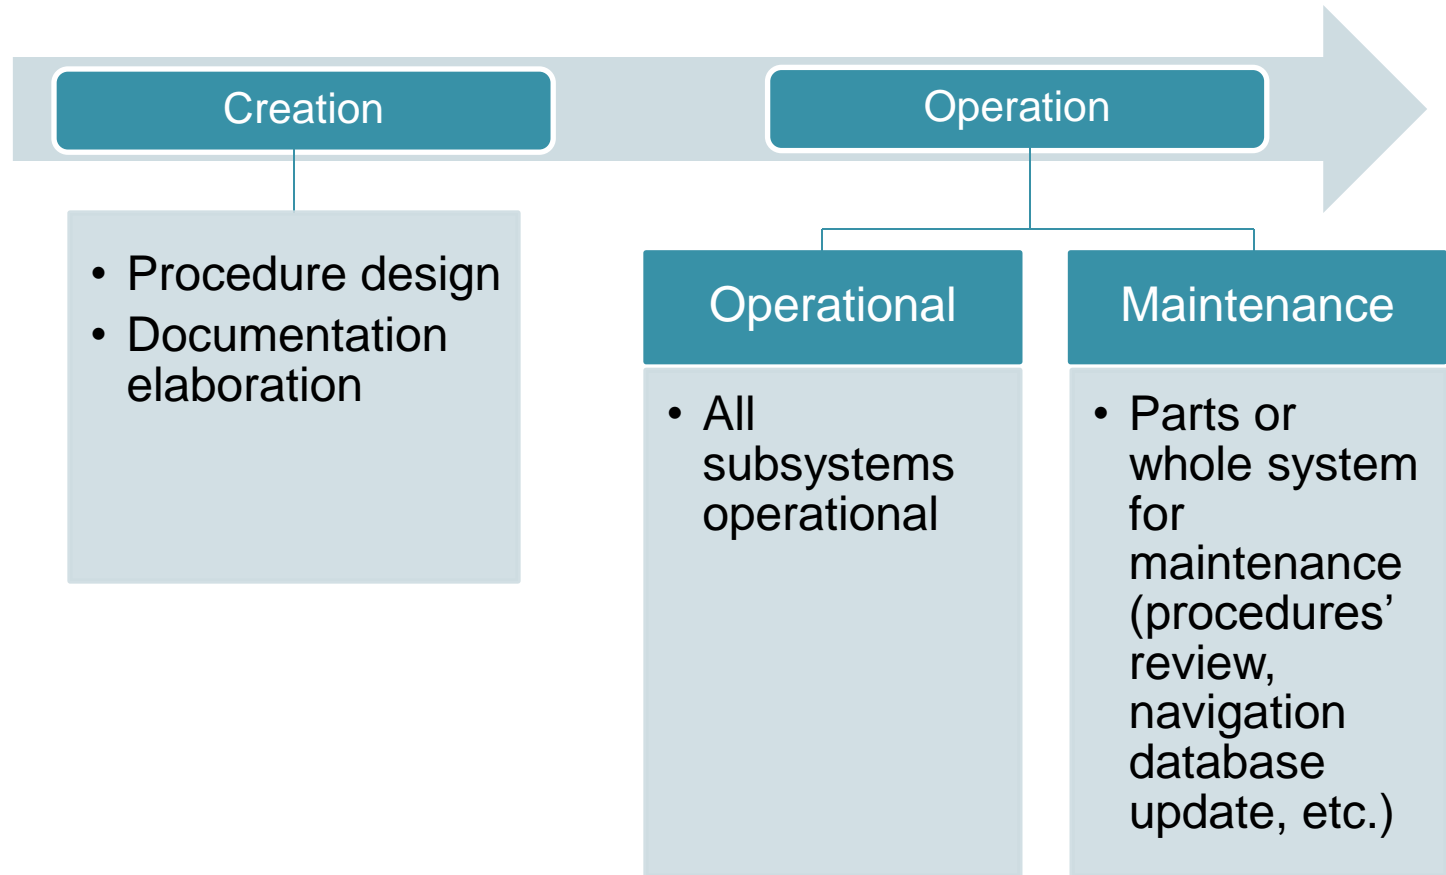 Creation
Operation
• Procedure design
• Documentation
elaboration
Operational
• All
subsystems
operational
Maintenance
• Parts or
whole system
for
maintenance
(procedures’
review,
navigation
database
update, etc.)